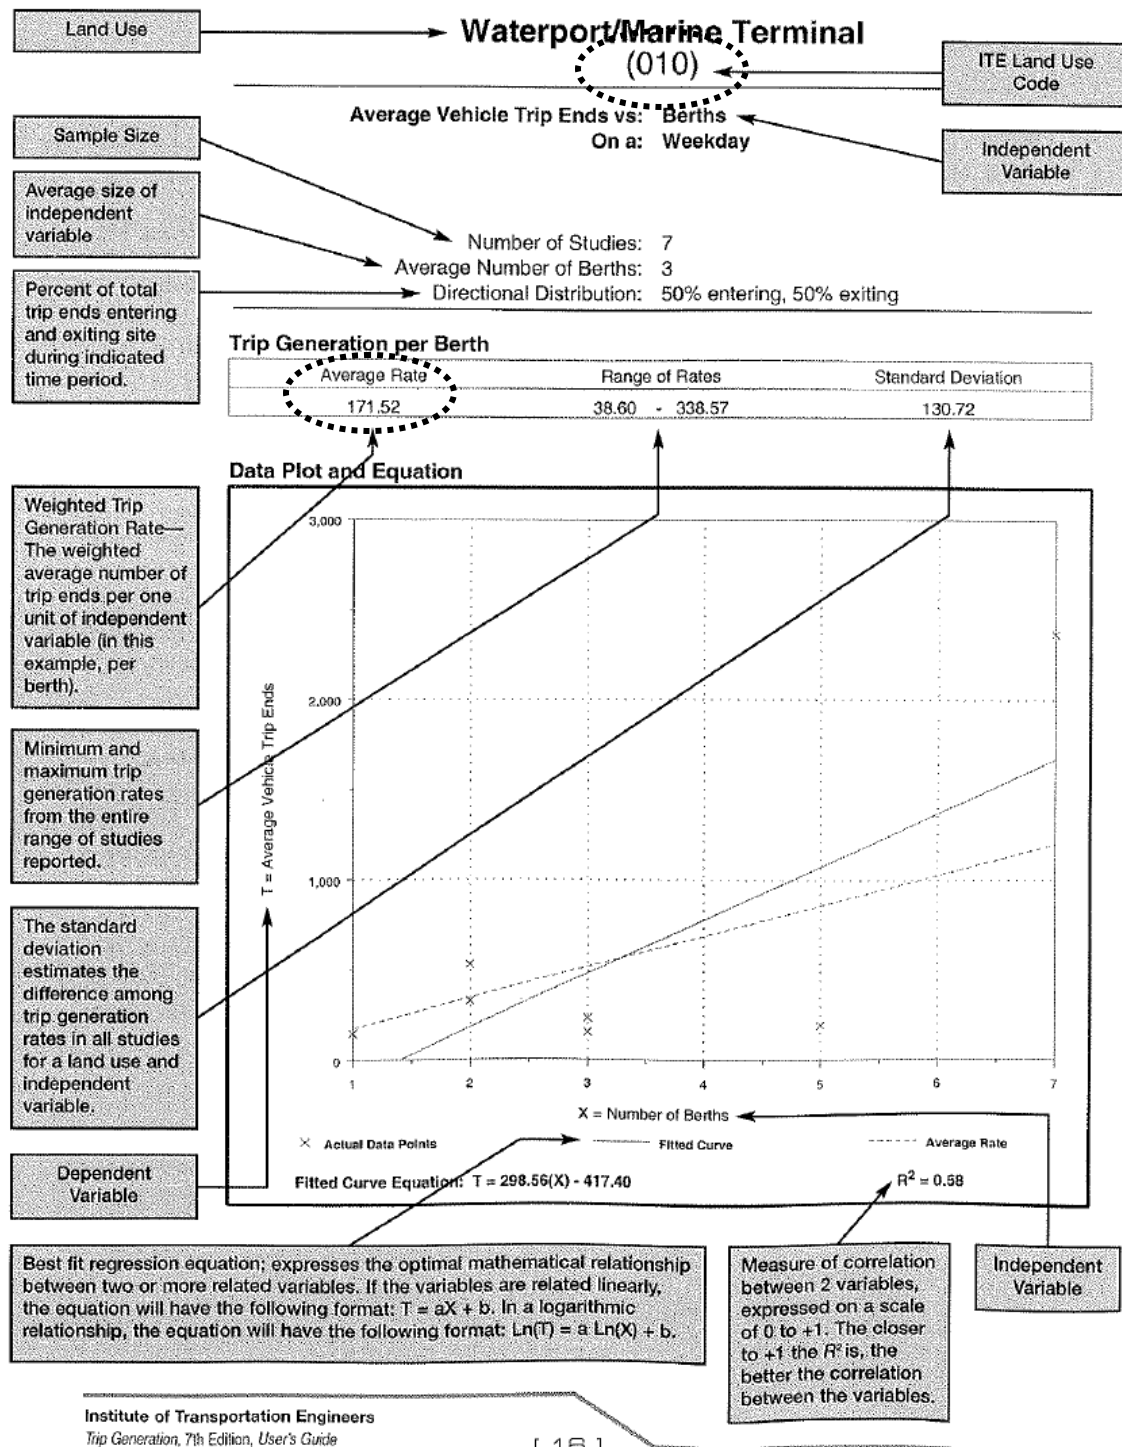 Land Use
Waterport/Marine Terminal
(010)
ITE Land Use
Code
Average Vehicle Trip Ends vs: Berths
On a: Weekday
Independent
Variable
Sample Size
Average size of
independent
variable
Number of Studies: 7
Average Number of Berths: 3
Directional Distribution: 50% entering, 50% exiting
Percent of total
trip ends entering
and exiting site
during indicated
time period.
Trip Generation per Berth
Average Rate Range of Rates Standard Deviation
171.52 38.60 - 338.57 130.72
Data Plot and Equation
Weighted Trip
Generation Rate—
The weighted
average number of
trip ends per one
unit of independent
variable (in this
example, per
berth).
Minimum and
maximum trip
generation rates
from the entire
range of studies
reported.
The standard
deviation
estimates the
difference among
trip generation
rates in all studies
for a land use and
independent
variable.
Dependent
Variable
T = Average Vehicle Trip Ends
3,000
2,000
1,000
0
1 2 3 4 5 6 7
X = Number of Berths
× Actual Data Points Fitted Curve Average Rate
Fitted Curve Equation: T = 298.56(X) - 417.40 R² = 0.58
Best fit regression equation; expresses the optimal mathematical relationship
between two or more related variables. If the variables are related linearly,
the equation will have the following format: T = aX + b. In a logarithmic
relationship, the equation will have the following format: Ln(T) = a Ln(X) + b.
Measure of correlation
between 2 variables,
expressed on a scale
of 0 to +1. The closer
to +1 the R² is, the
better the correlation
between the variables.
Independent
Variable
Institute of Transportation Engineers
Trip Generation, 7th Edition, User's Guide
[ 16 ]